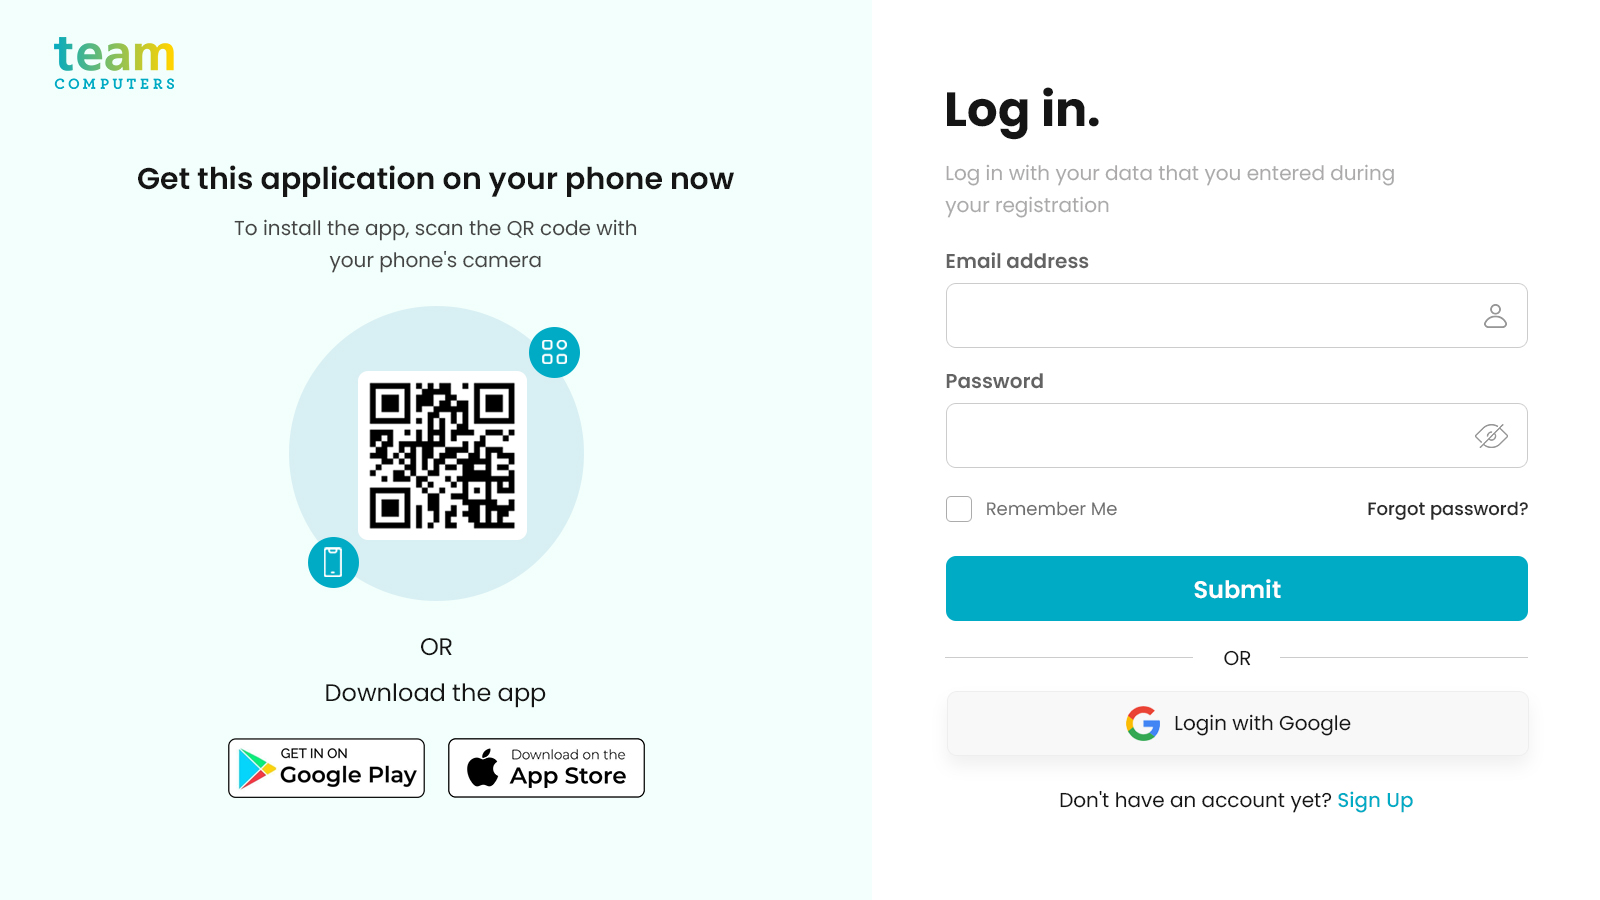 team
COMPUTERS
Get this application on your phone now
To install the app, scan the QR code with
your phone's camera
OR
Download the app
GET IN ON
Google Play
Download on the
App Store
Log in.
Log in with your data that you entered during
your registration
Email address
Password
Remember Me
Forgot password?
Submit
OR
Login with Google
Don't have an account yet? Sign Up